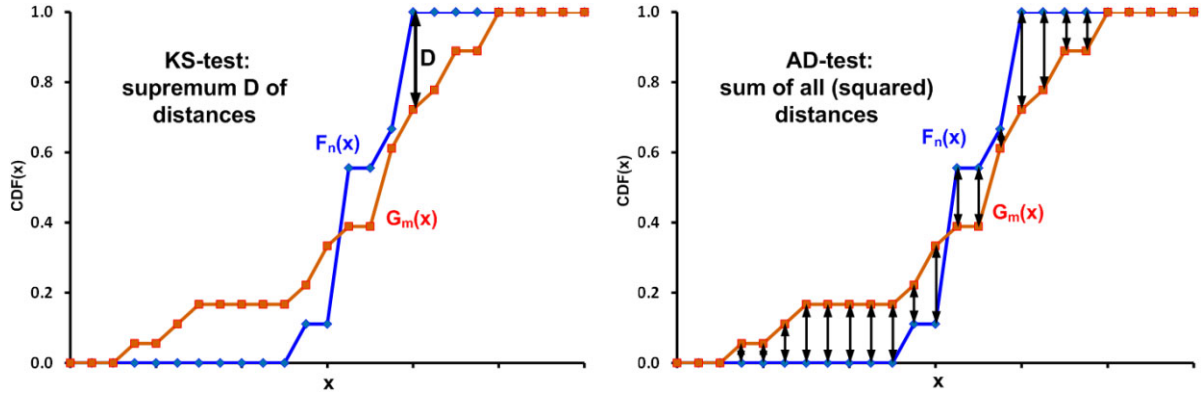 1.0
0.8
0.6
0.4
0.2
0.0
CDF(x)
KS-test:
supremum D of
distances
D
Fn(x)
Gm(x)
x
1.0
0.8
0.6
0.4
0.2
0.0
CDF(x)
AD-test:
sum of all (squared)
distances
Fn(x)
Gm(x)
x